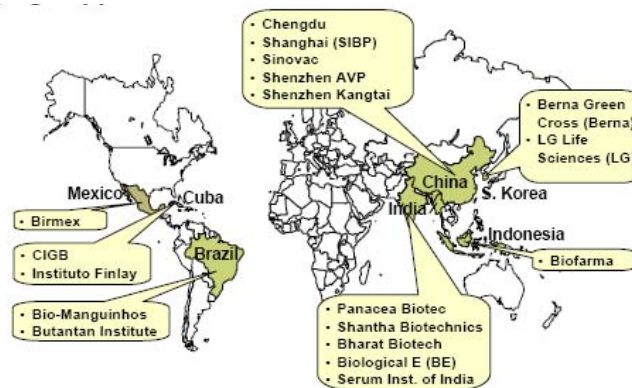 • Chengdu
• Shanghai (SIBP)
• Sinovac
• Shenzhen AVP
• Shenzhen Kangtai
• Berna Green
Cross (Berna)
• LG Life
Sciences (LG)
China
S. Korea
India
Mexico
Cuba
Indonesia
• Birmex
• CIGB
• Instituto Finlay
Brazil
• Biofarma
• Bio-Manguinhos
• Butantan Institute
• Panacea Biotec
• Shantha Biotechnics
• Bharat Biotech
• Biological E (BE)
• Serum Inst. of India